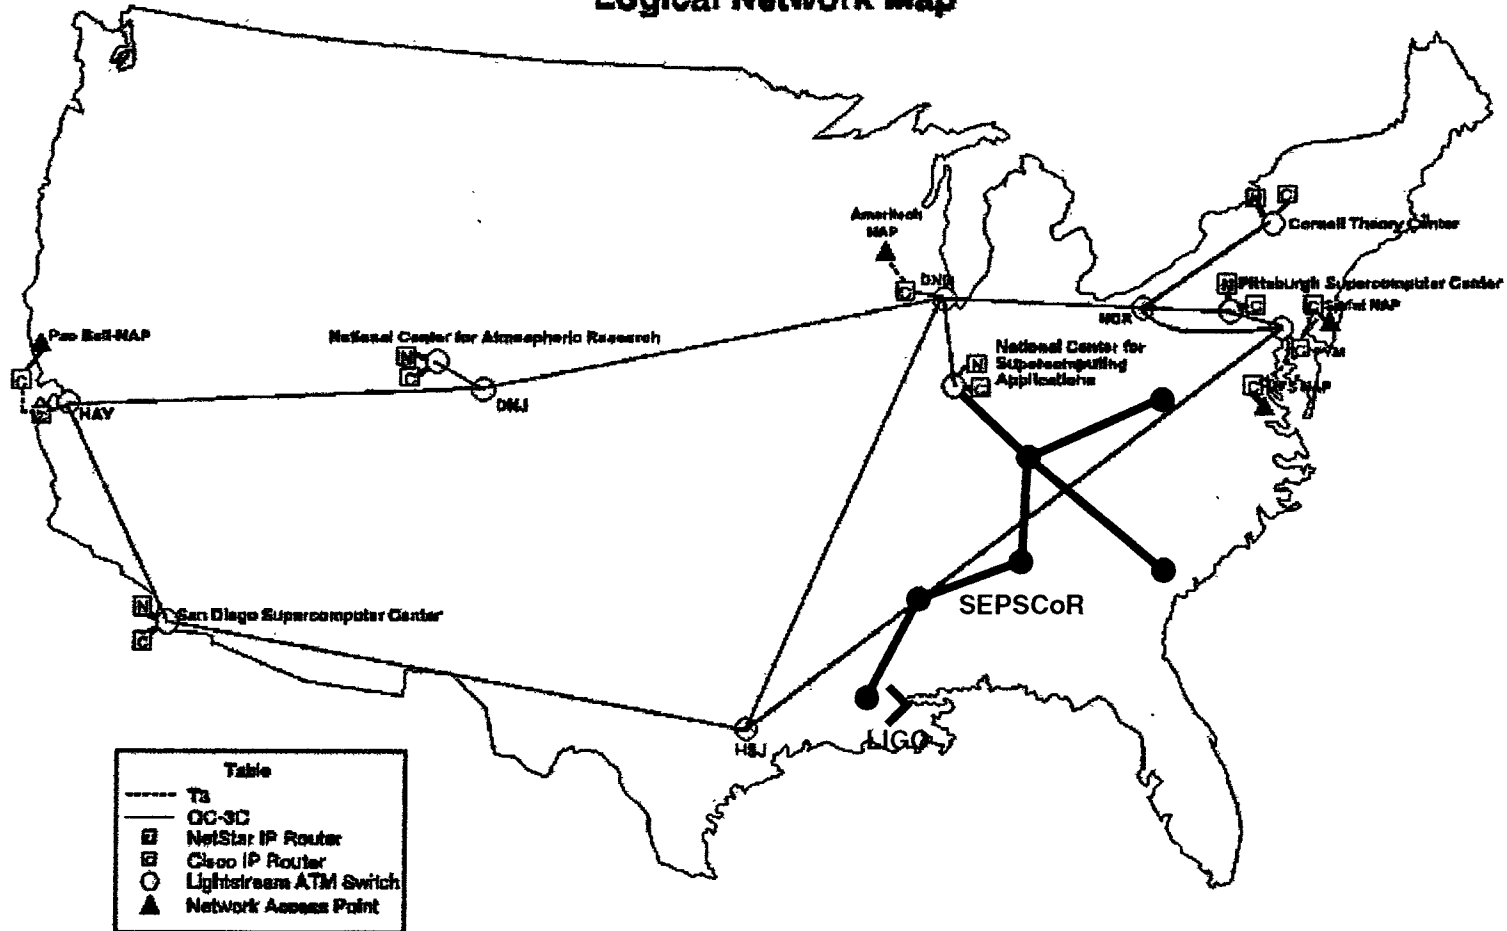 Logical Network Map
Ameritech
NAP
Cornell Theory Center
Pittsburgh Supercomputer Center
NOR
Pac Bell-NAP
National Center for Atmospheric Research
N
C
National Center for
Supercomputing
Applications
N
C
HAY
DNJ
San Diego Supercomputer Center
N
C
SEPSCoR
HSJ
LIGO
Table
T3
OC-3C
NetStar IP Router
Cisco IP Router
Lightstream ATM Switch
Network Access Point